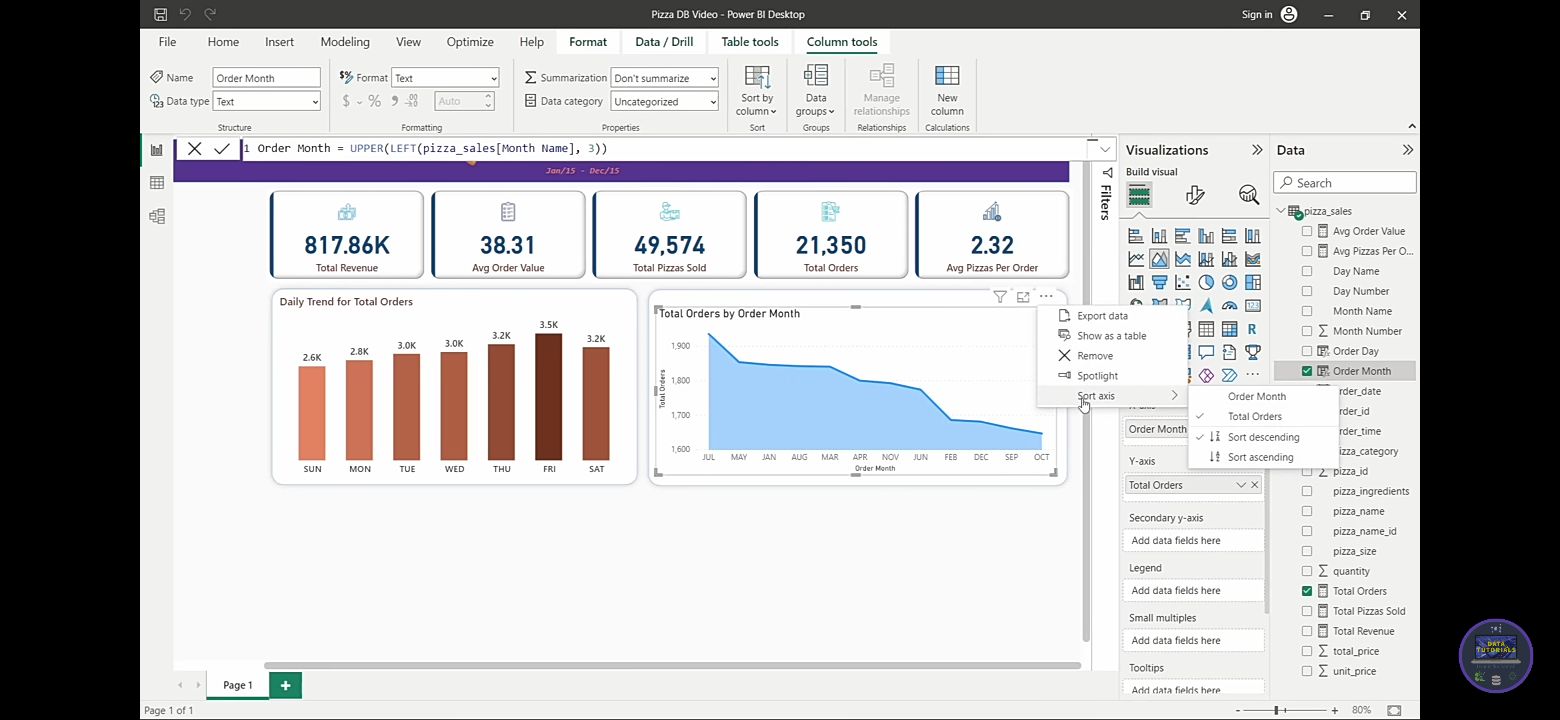 Pizza DB Video - Power BI Desktop
Sign in
File Home Insert Modeling View Optimize Help Format Data / Drill Table tools Column tools
Name Order Month
Data type Text
Structure
Format Text
$ % Auto
Formatting
Summarization Don't summarize
Data category Uncategorized
Properties
Sort by column
Sort
Data groups
Groups
Manage relationships
Relationships
New column
Calculations
1 Order Month = UPPER(LEFT(pizza_sales[Month Name], 3))
Jan/15 - Dec/15
817.86K
Total Revenue
38.31
Avg Order Value
49,574
Total Pizzas Sold
21,350
Total Orders
2.32
Avg Pizzas Per Order
Daily Trend for Total Orders
2.6K 2.8K 3.0K 3.0K 3.2K 3.5K 3.2K
SUN MON TUE WED THU FRI SAT
Total Orders by Order Month
Total Orders
1,900
1,800
1,700
1,600
JUL MAY JAN AUG MAR APR NOV JUN FEB DEC SEP OCT
Order Month
Export data
Show as a table
Remove
Spotlight
Sort axis
Order Month
Total Orders
Sort descending
Sort ascending
Filters
Visualizations
Build visual
123
R
Order Month
Y-axis
Total Orders
Secondary y-axis
Add data fields here
Legend
Add data fields here
Small multiples
Add data fields here
Tooltips
Add data fields here
Data
Search
pizza_sales
Avg Order Value
Avg Pizzas Per O...
Day Name
Day Number
Month Name
Month Number
Order Day
Order Month
order_date
order_id
order_time
pizza_category
pizza_id
pizza_ingredients
pizza_name
pizza_name_id
pizza_size
quantity
Total Orders
Total Pizzas Sold
Total Revenue
total_price
unit_price
Page 1
Page 1 of 1
- + 80%
DATA
TUTORIALS